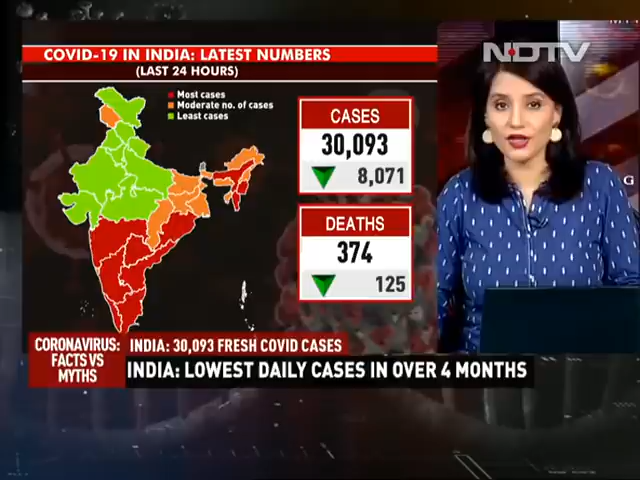 COVID-19 IN INDIA: LATEST NUMBERS
(LAST 24 HOURS)
NDTV
Most cases
Moderate no. of cases
Least cases
CASES
30,093
8,071
DEATHS
374
125
CORONAVIRUS:
FACTS VS
MYTHS
INDIA: 30,093 FRESH COVID CASES
INDIA: LOWEST DAILY CASES IN OVER 4 MONTHS